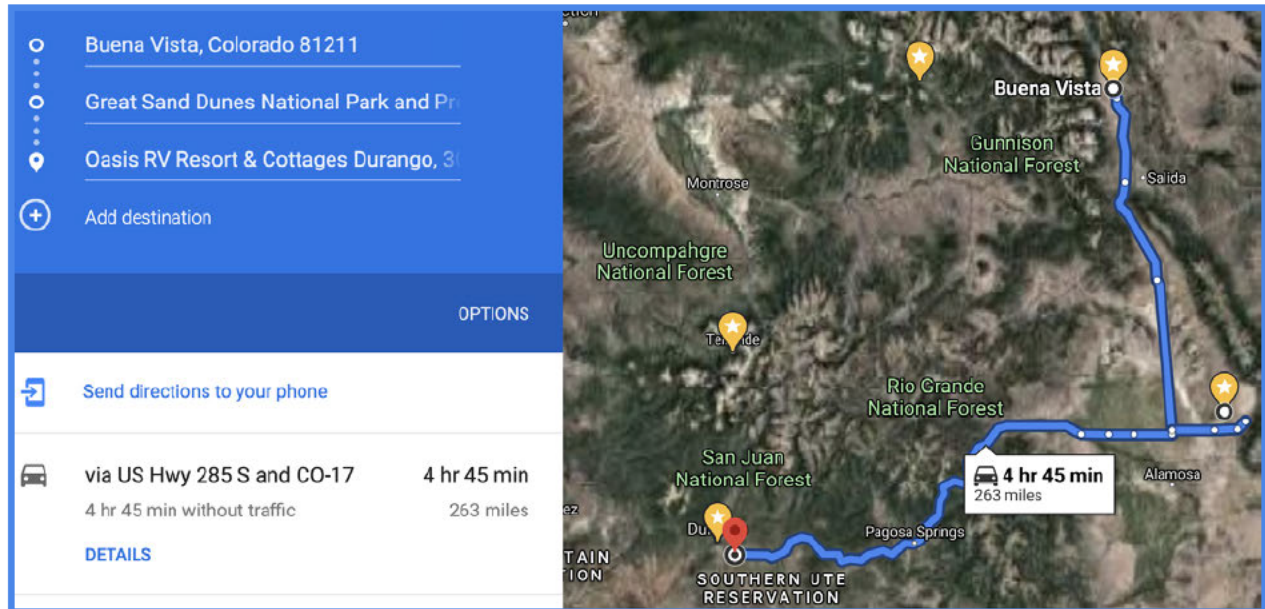 Buena Vista, Colorado 81211
Great Sand Dunes National Park and Pr
Oasis RV Resort & Cottages Durango, 30
Add destination
OPTIONS
Send directions to your phone
via US Hwy 285 S and CO-17
4 hr 45 min
4 hr 45 min without traffic
263 miles
DETAILS
Buena Vista
Gunnison
National Forest
Salida
Montrose
Uncompahgre
National Forest
Rio Grande
National Forest
San Juan
National Forest
4 hr 45 min
263 miles
Alamosa
Pagosa Springs
SOUTHERN UTE
RESERVATION